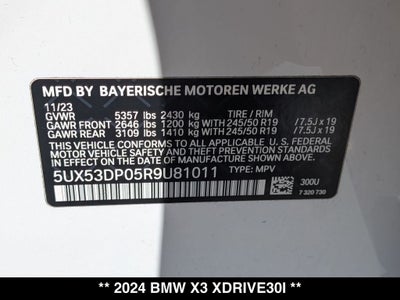 MFD BY BAYERISCHE MOTOREN WERKE AG
11/23
GVWR 5357 lbs 2430 kg TIRE / RIM
GAWR FRONT 2646 lbs 1200 kg **** 245/50 R19 / 7.5J x 19
GAWR REAR 3109 lbs 1410 kg **** 245/50 R19 / 7.5J x 19
THIS VEHICLE CONFORMS TO ALL APPLICABLE U. S. FEDERAL
MOTOR VEHICLE SAFETY AND THEFT PREVENTION STANDARDS
IN EFFECT ON THE DATE OF MANUFACTURE SHOWN ABOVE.
5UX53DP05R9U81011 TYPE: MPV
300U
7 320 730
** 2024 BMW X3 XDRIVE30I **